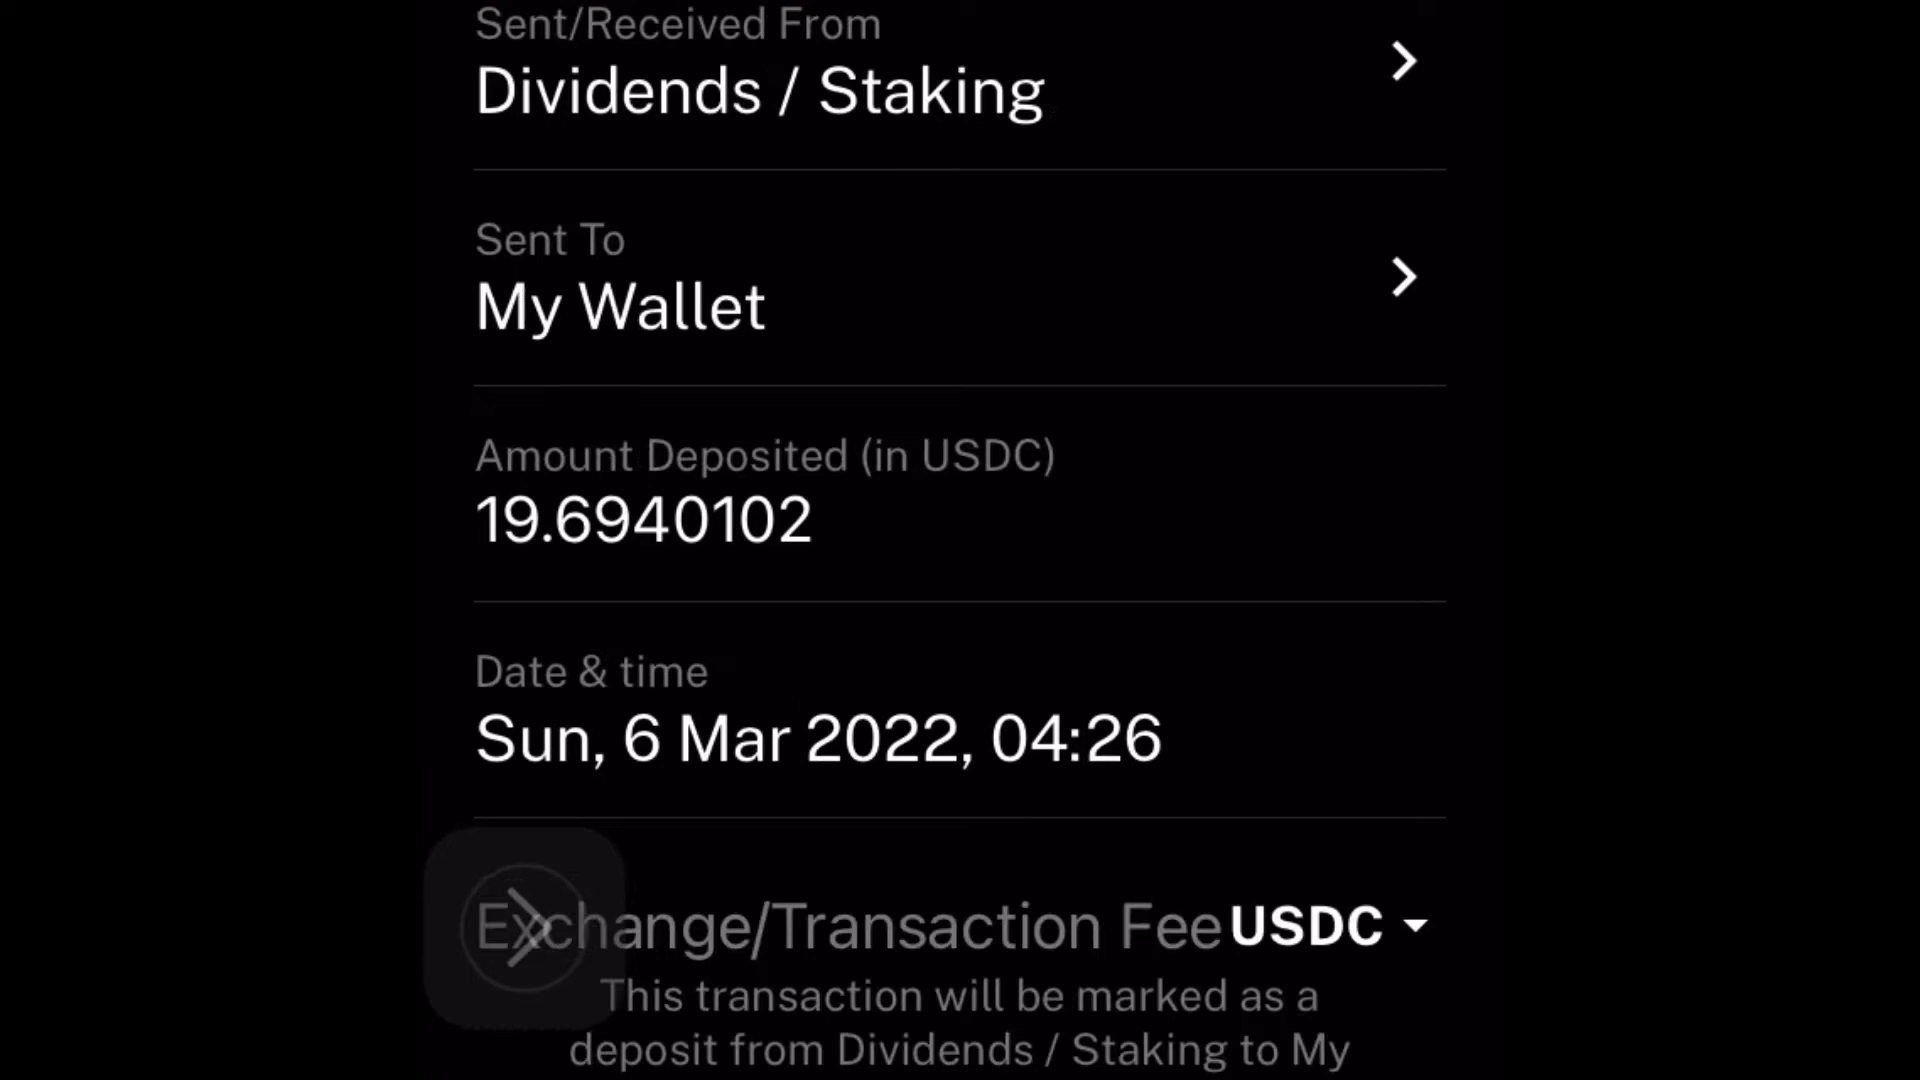 Sent/Received From
Dividends / Staking
Sent To
My Wallet
Amount Deposited (in USDC)
19.6940102
Date & time
Sun, 6 Mar 2022, 04:26
Exchange/Transaction Fee USDC
This transaction will be marked as a
deposit from Dividends / Staking to My